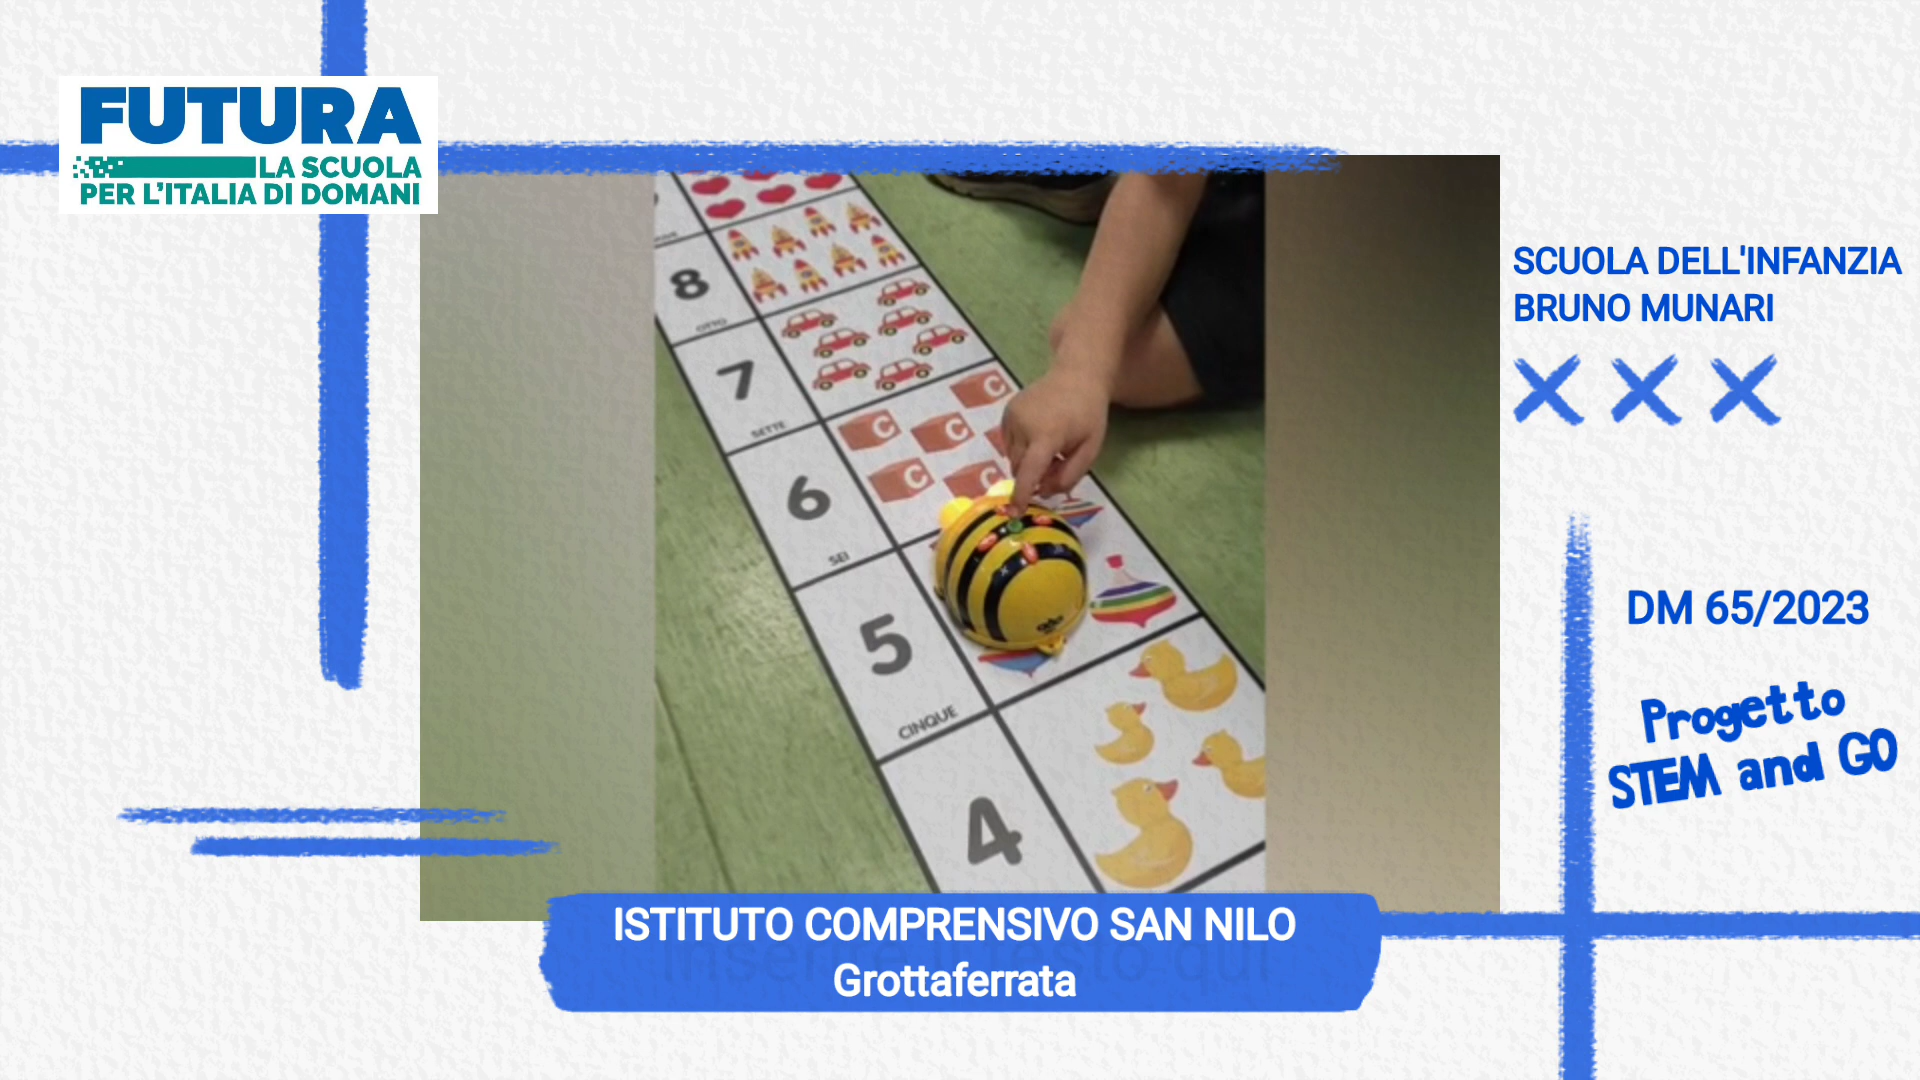 FUTURA
LA SCUOLA
PER L'ITALIA DI DOMANI
SCUOLA DELL'INFANZIA
BRUNO MUNARI
DM 65/2023
Progetto
STEM and GO
8
OTTO
7
SETTE
C
C
C
C
C
6
SEI
5
CINQUE
4
ISTITUTO COMPRENSIVO SAN NILO
Grottaferrata